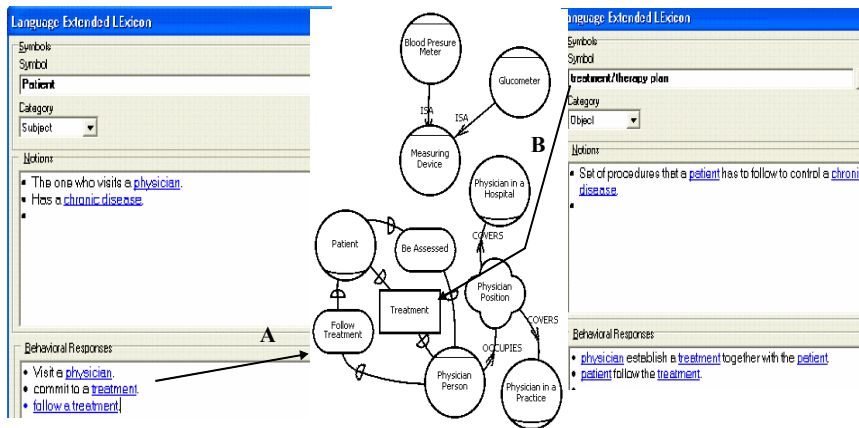 Language Extended LExicon
Symbols
Symbol
Patient
Category
Subject
Notions
The one who visits a physician.
Has a chronic disease.
Behavioral Responses
Visit a physician.
commit to a treatment.
follow a treatment.
A
Blood Presure
Meter
Glucometer
ISA
ISA
Measuring
Device
B
Physician in a
Hospital
COVERS
Patient
Be Assessed
Physician
Position
Treatment
Follow
Treatment
COVERS
OCCUPIES
Physician
Person
Physician in a
Practice
anguage Extended LExicon
Symbols
Symbol
treatment/therapy plan
Category
Object
Notions
Set of procedures that a patient has to follow to control a chroni
disease.
Behavioral Responses
physician establish a treatment together with the patient.
patient follow the treatment.